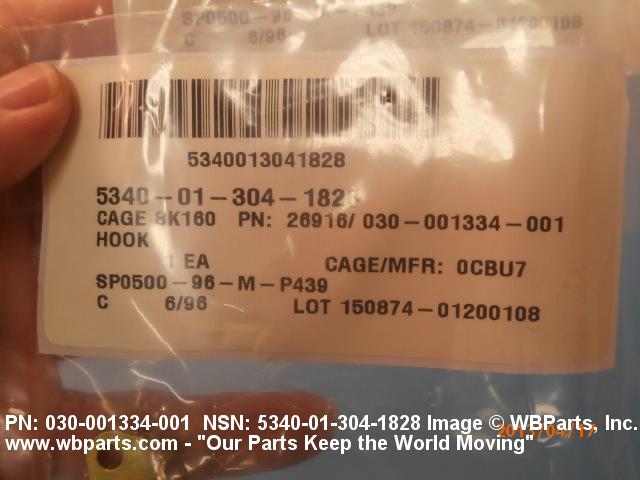 SP0500-96-M-P439
C 6/96 LOT 150874-01200108
5340013041828
5340-01-304-1828
CAGE 8K160 PN: 26916/030-001334-001
HOOK
1 EA CAGE/MFR: 0CBU7
SP0500-96-M-P439
C 6/96 LOT 150874-01200108
PN: 030-001334-001 NSN: 5340-01-304-1828 Image © WBParts, Inc.
www.wbparts.com - "Our Parts Keep the World Moving"